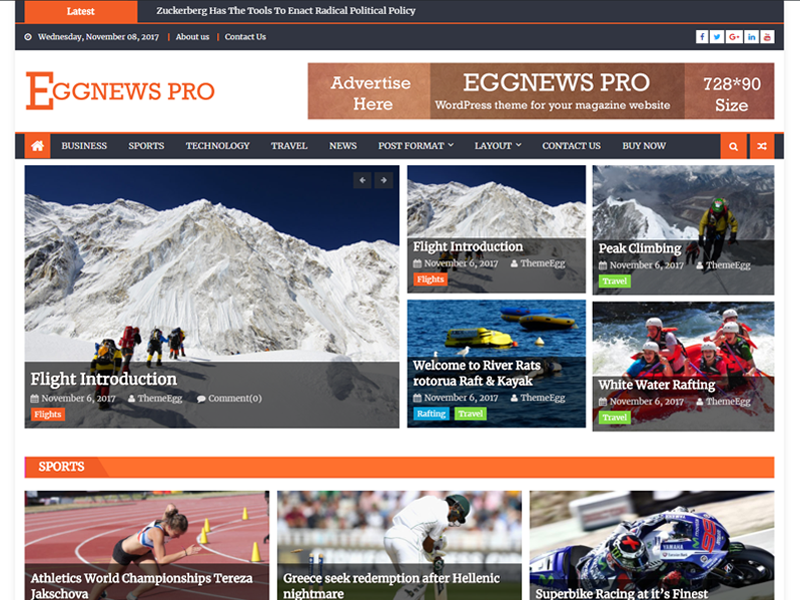 Latest
Zuckerberg Has The Tools To Enact Radical Political Policy
Wednesday, November 08, 2017 | About us | Contact Us
EGGNEWS PRO
Advertise
Here
EGGNEWS PRO
WordPress theme for your magazine website
728*90
Size
BUSINESS SPORTS TECHNOLOGY TRAVEL NEWS POST FORMAT LAYOUT CONTACT US BUY NOW
Flight Introduction
November 6, 2017 ThemeEgg Comment(0)
Flights
Flight Introduction
November 6, 2017 ThemeEgg
Flights
Peak Climbing
November 6, 2017 ThemeEgg
Travel
Welcome to River Rats
rotorua Raft & Kayak
November 6, 2017 ThemeEgg
Rafting Travel
White Water Rafting
November 6, 2017 ThemeEgg
Travel
SPORTS
Athletics World Championships Tereza
Jakschova
Greece seek redemption after Hellenic
nightmare
YAMAHA
Superbike Racing at it's Finest